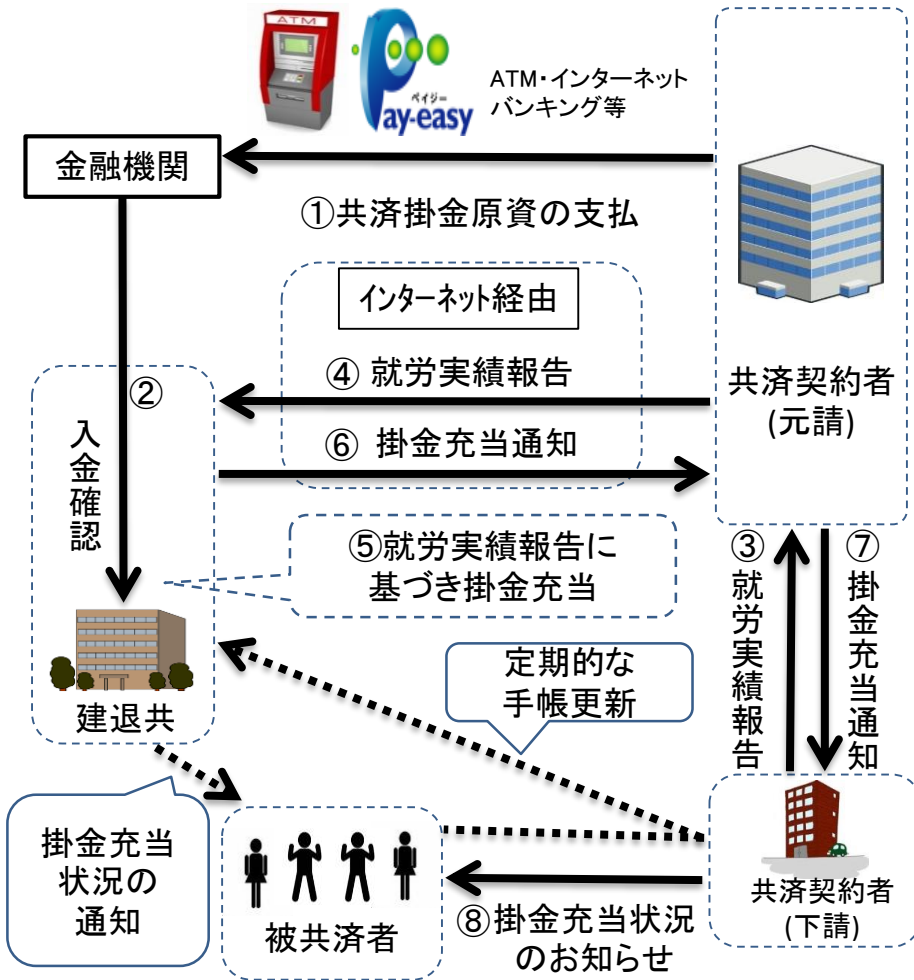 ATM
ペイジー
Pay-easy
ATM・インターネット
バンキング等
金融機関
①共済掛金原資の支払
インターネット経由
④ 就労実績報告
⑥ 掛金充当通知
共済契約者
(元請)
②
入金確認
⑤就労実績報告に
基づき掛金充当
③就労実績報告
⑦掛金充当通知
定期的な
手帳更新
建退共
掛金充当
状況の
通知
被共済者
⑧掛金充当状況
のお知らせ
共済契約者
(下請)